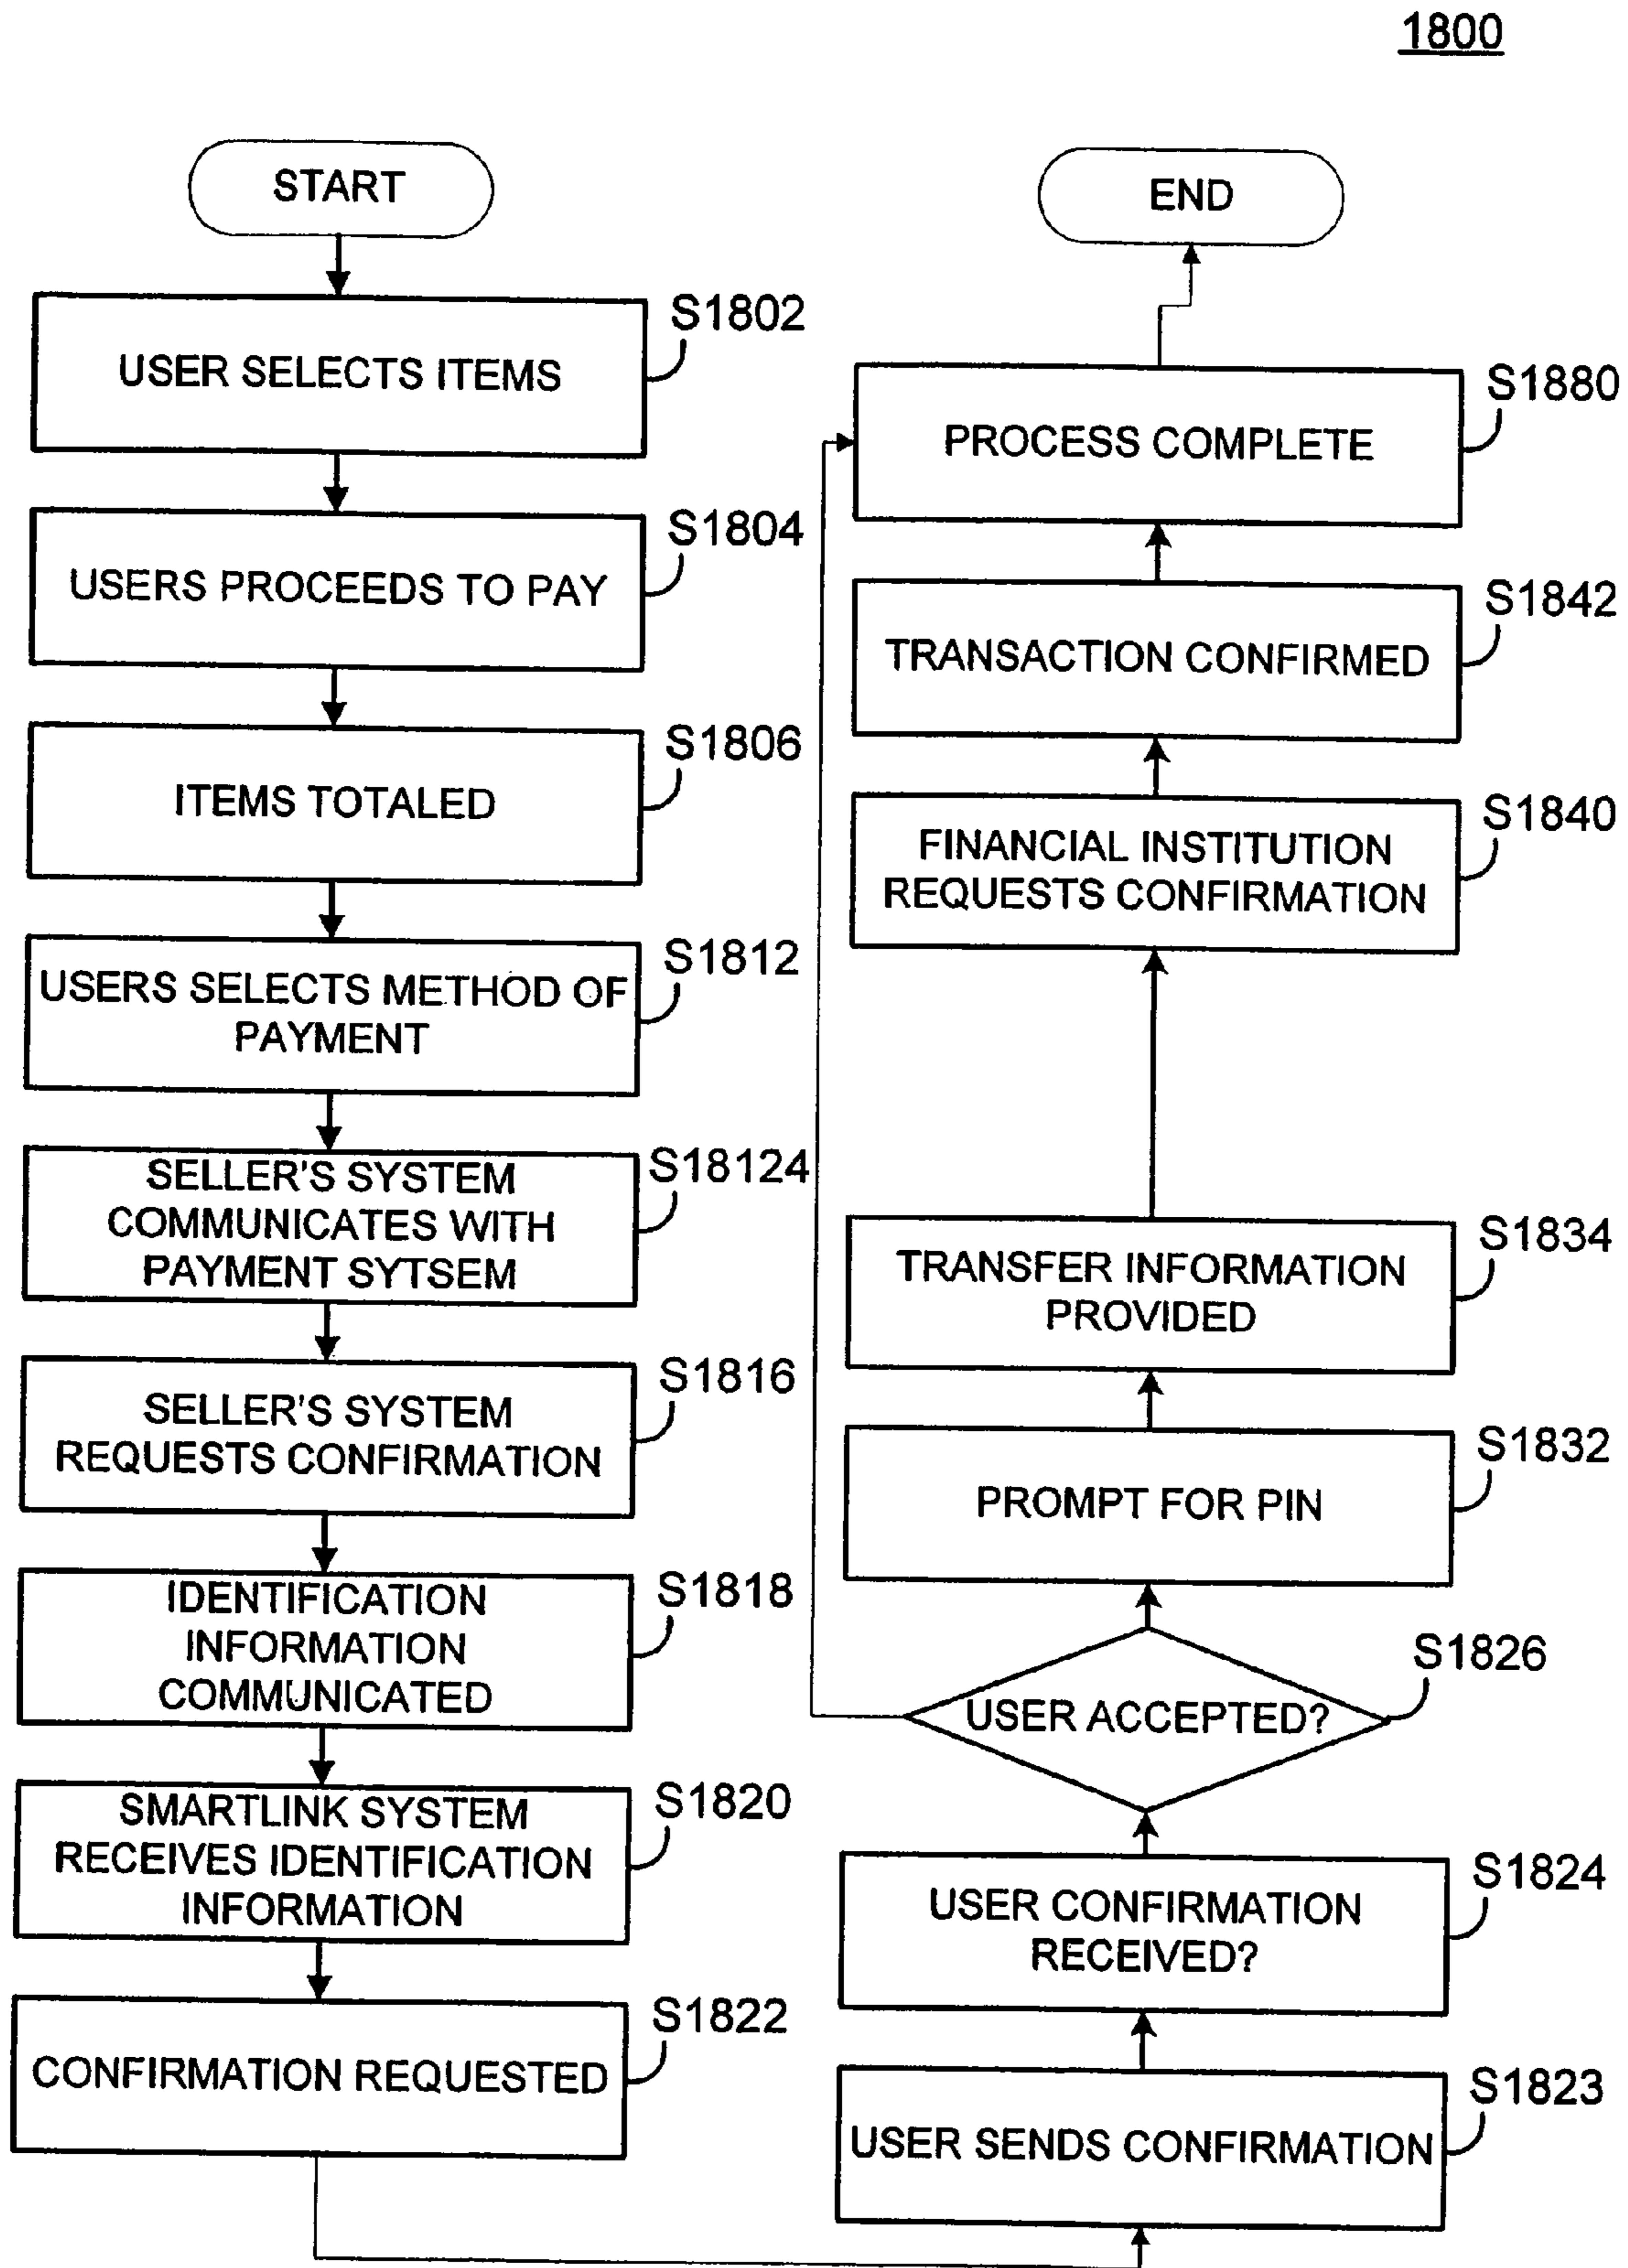 1800
START
S1802
USER SELECTS ITEMS
S1804
USERS PROCEEDS TO PAY
S1806
ITEMS TOTALED
S1812
USERS SELECTS METHOD OF
PAYMENT
S18124
SELLER'S SYSTEM
COMMUNICATES WITH
PAYMENT SYTSEM
S1816
SELLER'S SYSTEM
REQUESTS CONFIRMATION
S1818
IDENTIFICATION
INFORMATION
COMMUNICATED
S1820
SMARTLINK SYSTEM
RECEIVES IDENTIFICATION
INFORMATION
S1822
CONFIRMATION REQUESTED
S1823
USER SENDS CONFIRMATION
S1824
USER CONFIRMATION
RECEIVED?
S1826
USER ACCEPTED?
S1832
PROMPT FOR PIN
S1834
TRANSFER INFORMATION
PROVIDED
S1840
FINANCIAL INSTITUTION
REQUESTS CONFIRMATION
S1842
TRANSACTION CONFIRMED
S1880
PROCESS COMPLETE
END